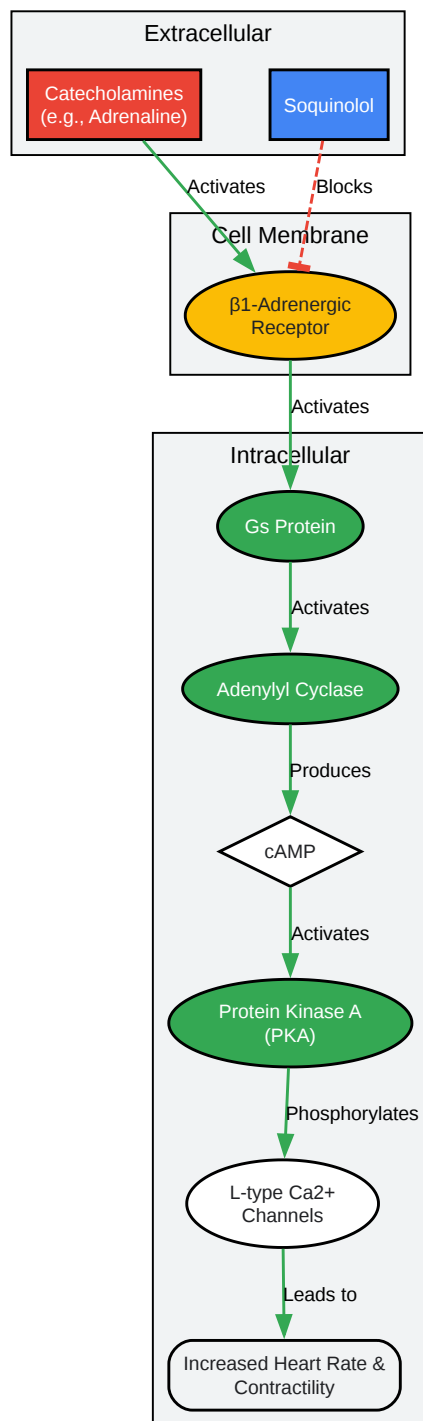 Extracellular
Catecholamines
(e.g., Adrenaline)
Soquinolol
Activates
Blocks
Cell Membrane
β1-Adrenergic
Receptor
Activates
Intracellular
Gs Protein
Activates
Adenylyl Cyclase
Produces
cAMP
Activates
Protein Kinase A
(PKA)
Phosphorylates
L-type Ca2+
Channels
Leads to
Increased Heart Rate &
Contractility